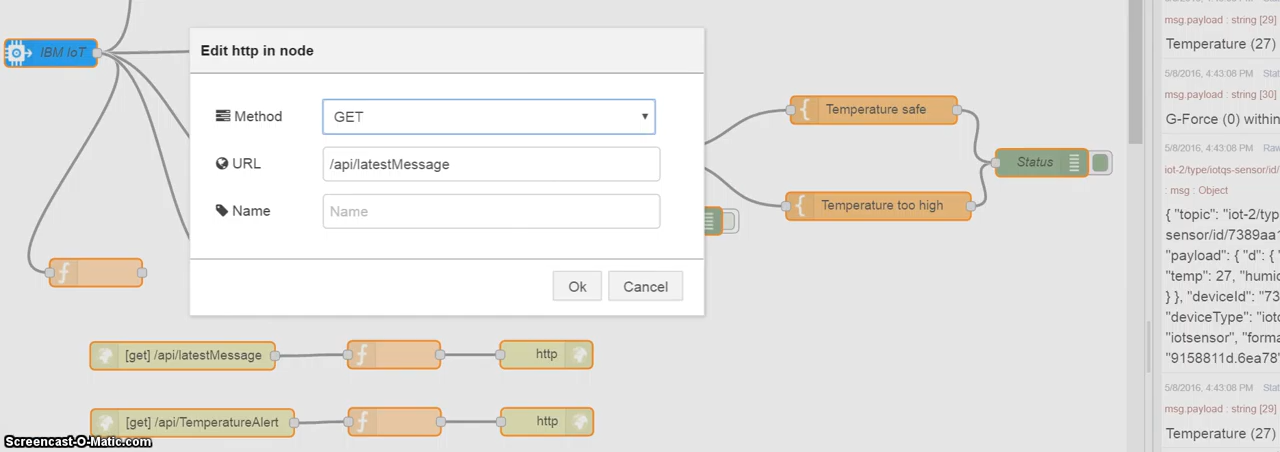 IBM IoT
Edit http in node
Method
GET
URL
/api/latestMessage
Name
Name
Ok
Cancel
Temperature safe
Temperature too high
Status
[get] /api/latestMessage
http
[get] /api/TemperatureAlert
http
Screencast-O-Matic.com
msg.payload : string [29]
Temperature (27)
5/8/2016, 4:43:08 PM Stat
msg.payload : string [30]
G-Force (0) within
5/8/2016, 4:43:08 PM Raw
iot-2/type/iotqs-sensor/id/
: msg : Object
{ "topic": "iot-2/typ
sensor/id/7389aa1
"payload": { "d": { "
"temp": 27, "humid
} }, "deviceId": "73
"deviceType": "iotq
"iotsensor", "forma
"9158811d.6ea78"
5/8/2016, 4:43:08 PM Stat
msg.payload : string [29]
Temperature (27)